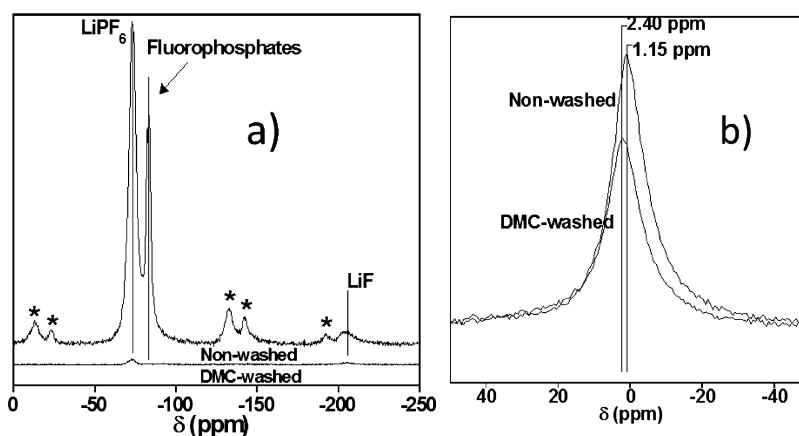 LiPF6
Fluorophosphates
a)
* * * * *
LiF
Non-washed
DMC-washed
0 -50 -100 -150 -200 -250
δ (ppm)
2.40 ppm
1.15 ppm
Non-washed
b)
DMC-washed
40 20 0 -20 -40
δ (ppm)